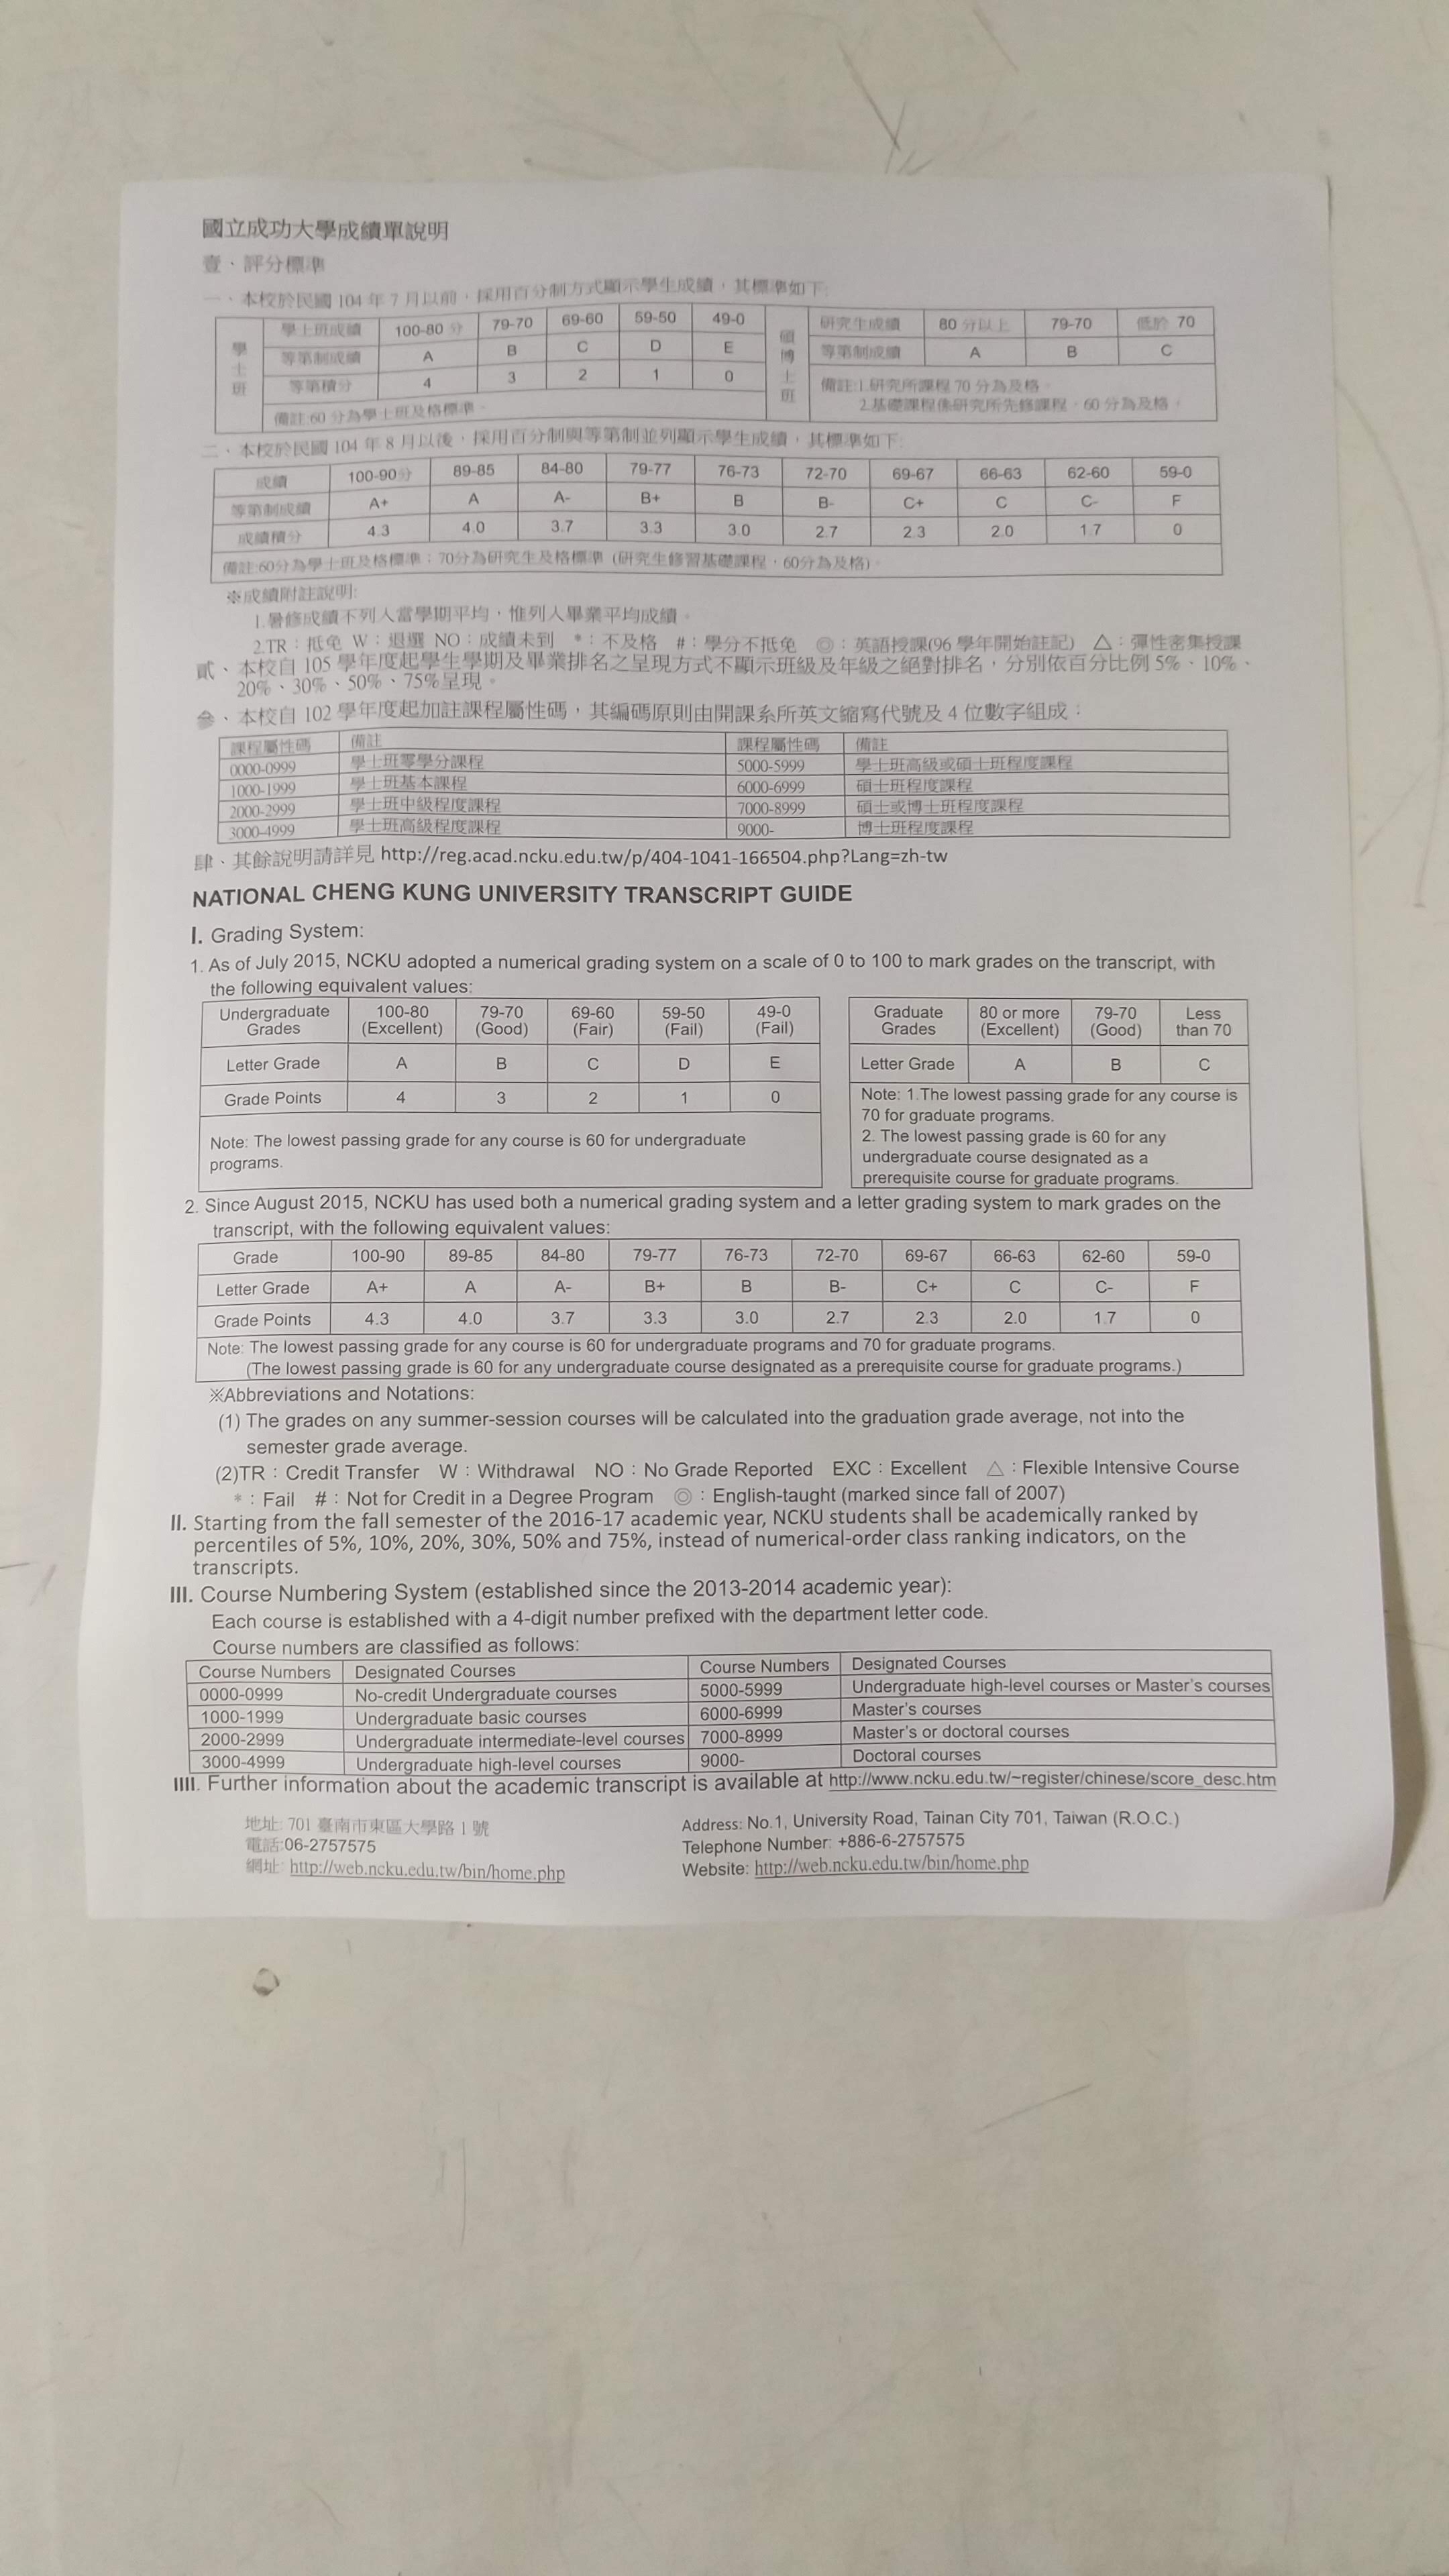 國立成功大學成績單說明
壹、評分標準
一、本校於民國 104 年 7 月以前，採用百分制方式顯示學生成績，其標準如下:
學士班 學士班成績 100-80 分 79-70 69-60 59-50 49-0 碩博士班 研究生成績 80 分以上 79-70 低於 70
等第制成績 A B C D E 等第制成績 A B C
等第積分 4 3 2 1 0 備註:1.研究所課程 70 分為及格。
備註:60 分為學士班及格標準。 2.基礎課程係研究所先修課程，60 分為及格。
二、本校於民國 104 年 8 月以後，採用百分制與等第制並列顯示學生成績，其標準如下:
成績 100-90分 89-85 84-80 79-77 76-73 72-70 69-67 66-63 62-60 59-0
等第制成績 A+ A A- B+ B B- C+ C C- F
成績積分 4.3 4.0 3.7 3.3 3.0 2.7 2.3 2.0 1.7 0
備註:60分為學士班及格標準；70分為研究生及格標準 (研究生修習基礎課程，60分為及格)。
※成績附註說明:
1.暑修成績不列入當學期平均，惟列入畢業平均成績。
2.TR：抵免 W：退選 NO：成績未到 *：不及格 #：學分不抵免 ◎：英語授課(96 學年開始註記) △：彈性密集授課
貳、本校自 105 學年度起學生學期及畢業排名之呈現方式不顯示班級及年級之絕對排名，分別依百分比例 5%、10%、
20%、30%、50%、75%呈現。
參、本校自 102 學年度起加註課程屬性碼，其編碼原則由開課系所英文縮寫代號及 4 位數字組成：
課程屬性碼 備註 課程屬性碼 備註
0000-0999 學士班零學分課程 5000-5999 學士班高級或碩士班程度課程
1000-1999 學士班基本課程 6000-6999 碩士班程度課程
2000-2999 學士班中級程度課程 7000-8999 碩士或博士班程度課程
3000-4999 學士班高級程度課程 9000- 博士班程度課程
肆、其餘說明請詳見 http://reg.acad.ncku.edu.tw/p/404-1041-166504.php?Lang=zh-tw
NATIONAL CHENG KUNG UNIVERSITY TRANSCRIPT GUIDE
I. Grading System:
1. As of July 2015, NCKU adopted a numerical grading system on a scale of 0 to 100 to mark grades on the transcript, with
the following equivalent values:
Undergraduate Grades 100-80 (Excellent) 79-70 (Good) 69-60 (Fair) 59-50 (Fail) 49-0 (Fail) Graduate Grades 80 or more (Excellent) 79-70 (Good) Less than 70
Letter Grade A B C D E Letter Grade A B C
Grade Points 4 3 2 1 0
Note: The lowest passing grade for any course is 60 for undergraduate
programs.
Note: 1.The lowest passing grade for any course is
70 for graduate programs.
2. The lowest passing grade is 60 for any
undergraduate course designated as a
prerequisite course for graduate programs.
2. Since August 2015, NCKU has used both a numerical grading system and a letter grading system to mark grades on the
transcript, with the following equivalent values:
Grade 100-90 89-85 84-80 79-77 76-73 72-70 69-67 66-63 62-60 59-0
Letter Grade A+ A A- B+ B B- C+ C C- F
Grade Points 4.3 4.0 3.7 3.3 3.0 2.7 2.3 2.0 1.7 0
Note: The lowest passing grade for any course is 60 for undergraduate programs and 70 for graduate programs.
(The lowest passing grade is 60 for any undergraduate course designated as a prerequisite course for graduate programs.)
※Abbreviations and Notations:
(1) The grades on any summer-session courses will be calculated into the graduation grade average, not into the
semester grade average.
(2)TR：Credit Transfer W：Withdrawal NO：No Grade Reported EXC：Excellent △：Flexible Intensive Course
*：Fail #：Not for Credit in a Degree Program ◎：English-taught (marked since fall of 2007)
II. Starting from the fall semester of the 2016-17 academic year, NCKU students shall be academically ranked by
percentiles of 5%, 10%, 20%, 30%, 50% and 75%, instead of numerical-order class ranking indicators, on the
transcripts.
III. Course Numbering System (established since the 2013-2014 academic year):
Each course is established with a 4-digit number prefixed with the department letter code.
Course numbers are classified as follows:
Course Numbers Designated Courses Course Numbers Designated Courses
0000-0999 No-credit Undergraduate courses 5000-5999 Undergraduate high-level courses or Master's courses
1000-1999 Undergraduate basic courses 6000-6999 Master's courses
2000-2999 Undergraduate intermediate-level courses 7000-8999 Master's or doctoral courses
3000-4999 Undergraduate high-level courses 9000- Doctoral courses
IIII. Further information about the academic transcript is available at http://www.ncku.edu.tw/~register/chinese/score_desc.htm
地址: 701 臺南市東區大學路 1 號
電話:06-2757575
網址: http://web.ncku.edu.tw/bin/home.php
Address: No.1, University Road, Tainan City 701, Taiwan (R.O.C.)
Telephone Number: +886-6-2757575
Website: http://web.ncku.edu.tw/bin/home.php